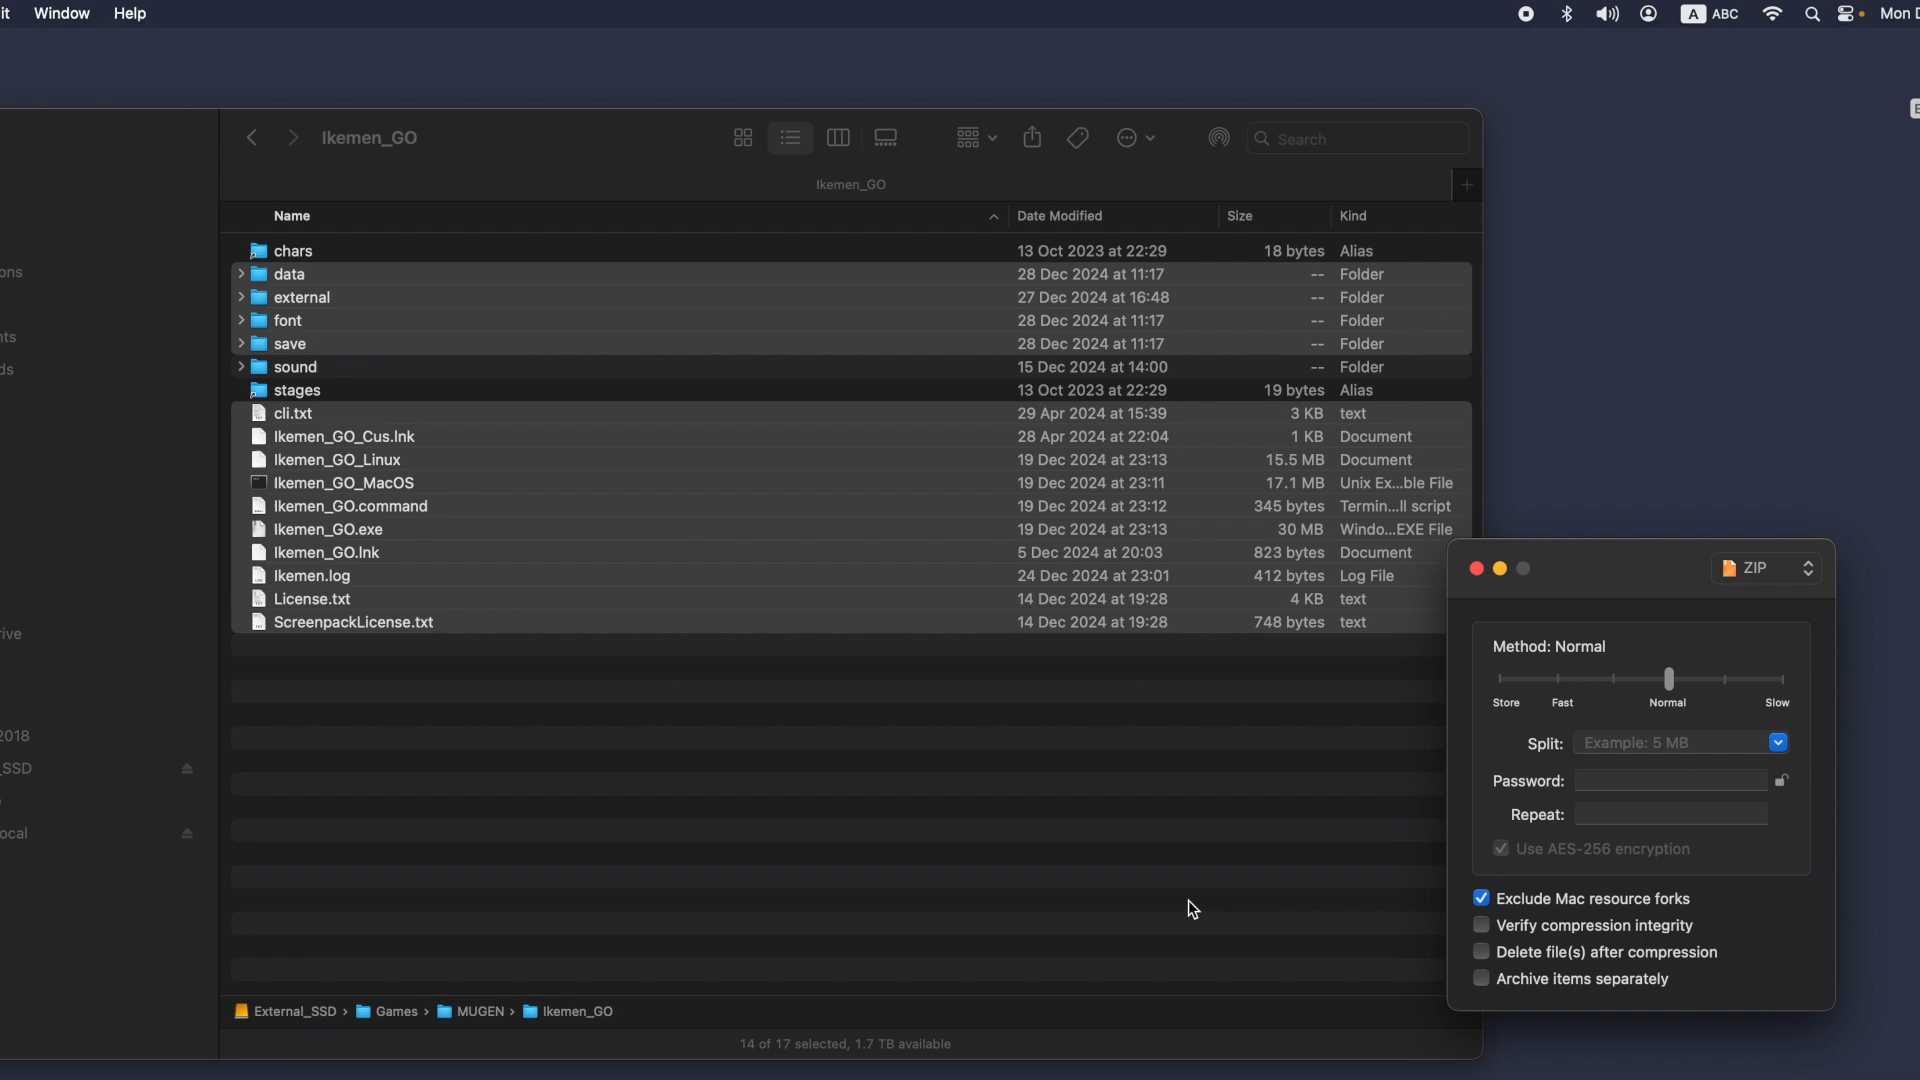 it Window Help
A ABC Mon D
Ikemen_GO
Search
Ikemen_GO
Name Date Modified Size Kind
chars 13 Oct 2023 at 22:29 18 bytes Alias
data 28 Dec 2024 at 11:17 -- Folder
external 27 Dec 2024 at 16:48 -- Folder
font 28 Dec 2024 at 11:17 -- Folder
save 28 Dec 2024 at 11:17 -- Folder
sound 15 Dec 2024 at 14:00 -- Folder
stages 13 Oct 2023 at 22:29 19 bytes Alias
cli.txt 29 Apr 2024 at 15:39 3 KB text
Ikemen_GO_Cus.lnk 28 Apr 2024 at 22:04 1 KB Document
Ikemen_GO_Linux 19 Dec 2024 at 23:13 15.5 MB Document
Ikemen_GO_MacOS 19 Dec 2024 at 23:11 17.1 MB Unix Ex...ble File
Ikemen_GO.command 19 Dec 2024 at 23:12 345 bytes Termin...ll script
Ikemen_GO.exe 19 Dec 2024 at 23:13 30 MB Windo...EXE File
Ikemen_GO.lnk 5 Dec 2024 at 20:03 823 bytes Document
Ikemen.log 24 Dec 2024 at 23:01 412 bytes Log File
License.txt 14 Dec 2024 at 19:28 4 KB text
ScreenpackLicense.txt 14 Dec 2024 at 19:28 748 bytes text
ons
nts
ds
rive
2018
_SSD
ocal
External_SSD › Games › MUGEN › Ikemen_GO
14 of 17 selected, 1.7 TB available
ZIP
Method: Normal
Store Fast Normal Slow
Split: Example: 5 MB
Password:
Repeat:
Use AES-256 encryption
Exclude Mac resource forks
Verify compression integrity
Delete file(s) after compression
Archive items separately